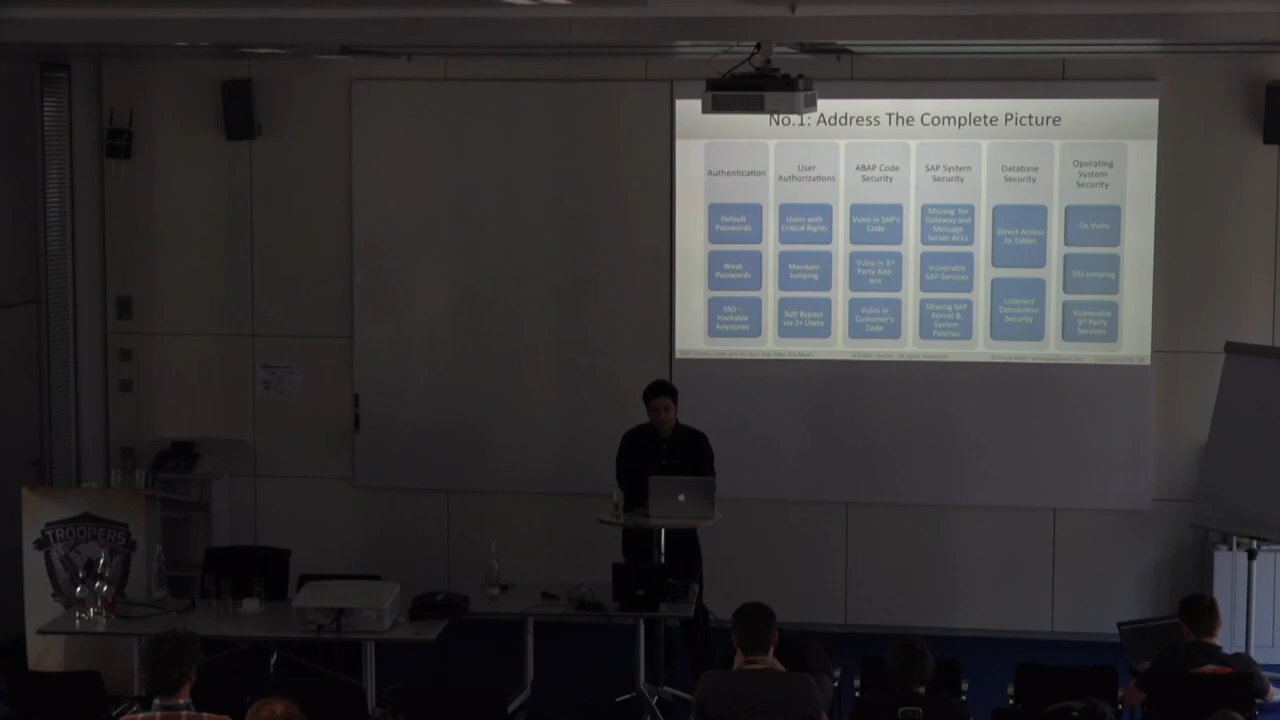 No.1: Address The Complete Picture
Authentication
Default
Passwords
Weak
Passwords
SSO –
Hackable
Keystores
User
Authorizations
Users with
Critical Rights
Mandant
Jumping
SoD Bypass
via 2+ Users
ABAP Code
Security
Vulns in SAP's
Code
Vulns in 3rd
Party Add-
ons
Vulns in
Customer's
Code
SAP System
Security
Missing for
Gateway and
Message
Server ACLs
Vulnerable
SAP Services
Missing SAP
Kernel &
System
Patches
Database
Security
Direct Access
to Tables
Listener/
Connection
Security
Operating
System
Security
Os Vulns
SID Jumping
Vulnerable
3rd Party
Services
All rights reserved
TROOPERS